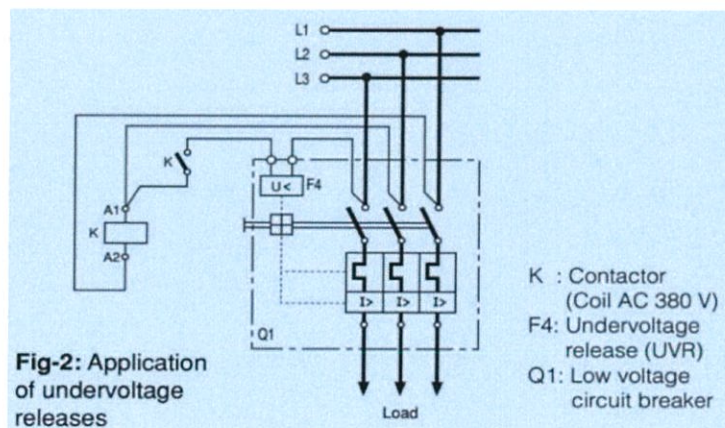 L1
L2
L3
K
U<
F4
A1
K
A2
I>
I>
I>
Q1
Load
K : Contactor
(Coil AC 380 V)
F4: Undervoltage
release (UVR)
Q1: Low voltage
circuit breaker
Fig-2: Application
of undervoltage
releases